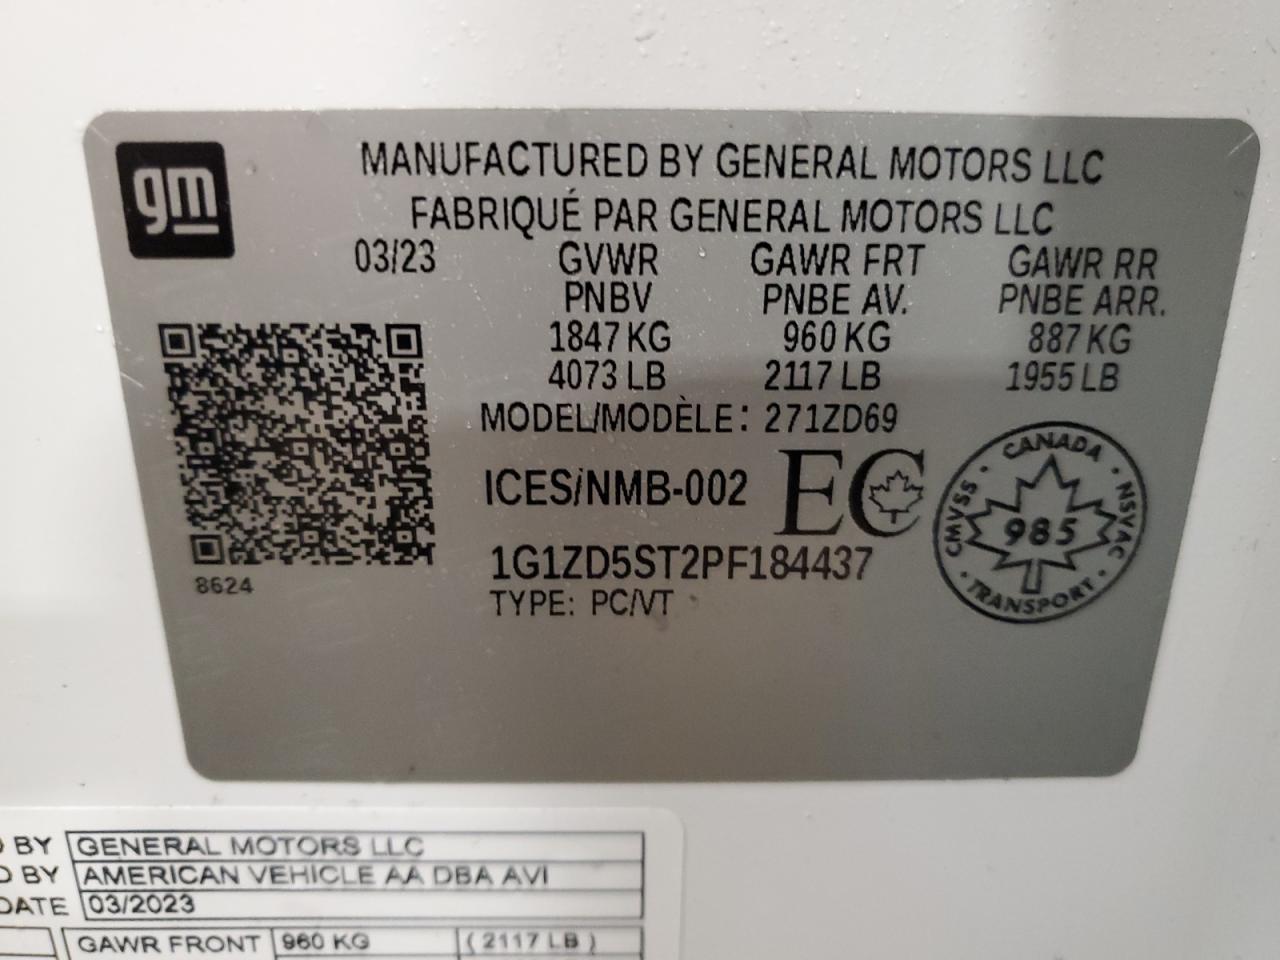 gm
MANUFACTURED BY GENERAL MOTORS LLC
FABRIQUÉ PAR GENERAL MOTORS LLC
03/23 GVWR GAWR FRT GAWR RR
PNBV PNBE AV. PNBE ARR.
1847 KG 960 KG 887 KG
4073 LB 2117 LB 1955 LB
MODEL/MODÈLE: 271ZD69
ICES/NMB-002 EC
CANADA
CMVSS 985 NSVAC
TRANSPORT
1G1ZD5ST2PF184437
8624
TYPE: PC/VT
BY GENERAL MOTORS LLC
BY AMERICAN VEHICLE AA DBA AVI
DATE 03/2023
GAWR FRONT 960 KG (2117 LB)